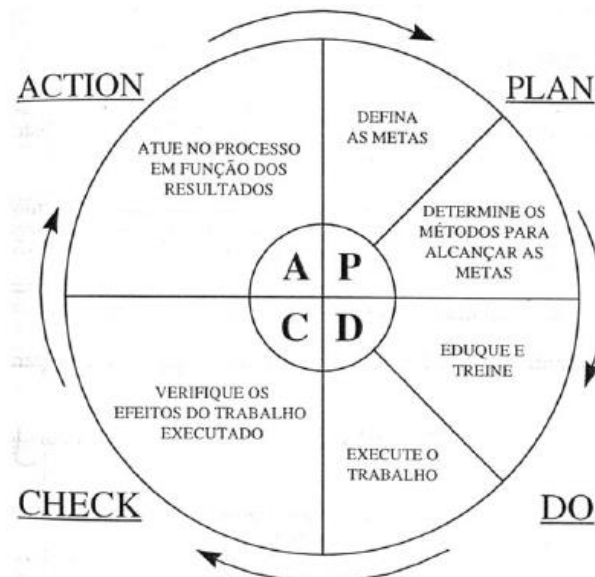 ACTION
PLAN
DEFINA
AS METAS
ATUE NO PROCESSO
EM FUNÇÃO DOS
RESULTADOS
DETERMINE OS
MÉTODOS PARA
ALCANÇAR AS
METAS
A P
C D
EDUQUE E
TREINE
VERIFIQUE OS
EFEITOS DO TRABALHO
EXECUTADO
EXECUTE O
TRABALHO
CHECK
DO